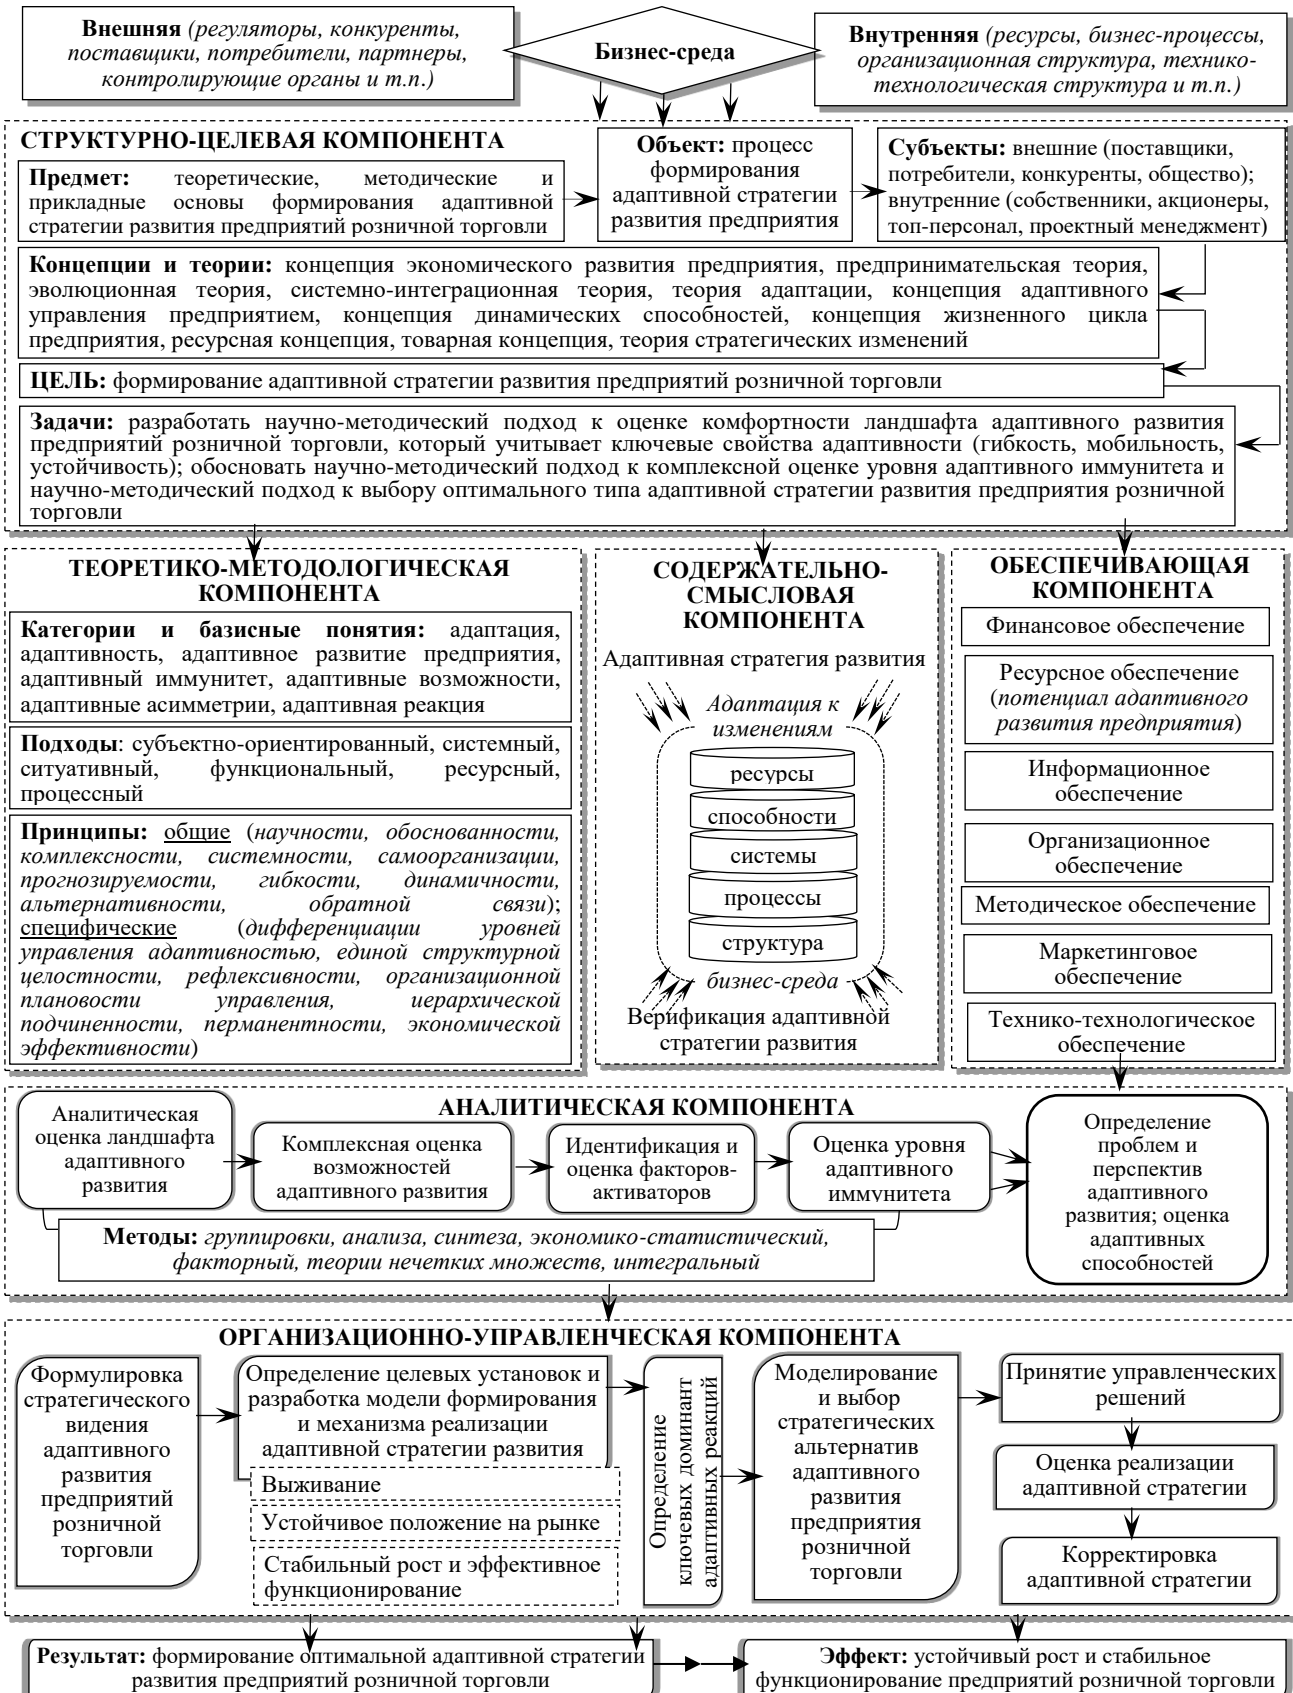 Внешняя (регуляторы, конкуренты,
поставщики, потребители, партнеры,
контролирующие органы и т.п.)
Бизнес-среда
Внутренняя (ресурсы, бизнес-процессы,
организационная структура, технико-
технологическая структура и т.п.)
СТРУКТУРНО-ЦЕЛЕВАЯ КОМПОНЕНТА
Предмет: теоретические, методические и
прикладные основы формирования адаптивной
стратегии развития предприятий розничной торговли
Объект: процесс
формирования
адаптивной стратегии
развития предприятия
Субъекты: внешние (поставщики,
потребители, конкуренты, общество);
внутренние (собственники, акционеры,
топ-персонал, проектный менеджмент)
Концепции и теории: концепция экономического развития предприятия, предпринимательская теория,
эволюционная теория, системно-интеграционная теория, теория адаптации, концепция адаптивного
управления предприятием, концепция динамических способностей, концепция жизненного цикла
предприятия, ресурсная концепция, товарная концепция, теория стратегических изменений
ЦЕЛЬ: формирование адаптивной стратегии развития предприятий розничной торговли
Задачи: разработать научно-методический подход к оценке комфортности ландшафта адаптивного развития
предприятий розничной торговли, который учитывает ключевые свойства адаптивности (гибкость, мобильность,
устойчивость); обосновать научно-методический подход к комплексной оценке уровня адаптивного иммунитета и
научно-методический подход к выбору оптимального типа адаптивной стратегии развития предприятия розничной
торговли
ТЕОРЕТИКО-МЕТОДОЛОГИЧЕСКАЯ
КОМПОНЕНТА
Категории и базисные понятия: адаптация,
адаптивность, адаптивное развитие предприятия,
адаптивный иммунитет, адаптивные возможности,
адаптивные асимметрии, адаптивная реакция
Подходы: субъектно-ориентированный, системный,
ситуативный, функциональный, ресурсный,
процессный
Принципы: общие (научности, обоснованности,
комплексности, системности, самоорганизации,
прогнозируемости, гибкости, динамичности,
альтернативности, обратной связи);
специфические (дифференциации уровней
управления адаптивностью, единой структурной
целостности, рефлексивности, организационной
плановости управления, иерархической
подчиненности, перманентности, экономической
эффективности)
СОДЕРЖАТЕЛЬНО-
СМЫСЛОВАЯ
КОМПОНЕНТА
Адаптивная стратегия развития
Адаптация к
изменениям
ресурсы
способности
системы
процессы
структура
бизнес-среда
Верификация адаптивной
стратегии развития
ОБЕСПЕЧИВАЮЩАЯ
КОМПОНЕНТА
Финансовое обеспечение
Ресурсное обеспечение
(потенциал адаптивного
развития предприятия)
Информационное
обеспечение
Организационное
обеспечение
Методическое обеспечение
Маркетинговое
обеспечение
Технико-технологическое
обеспечение
АНАЛИТИЧЕСКАЯ КОМПОНЕНТА
Аналитическая
оценка ландшафта
адаптивного
развития
Комплексная оценка
возможностей
адаптивного развития
Идентификация и
оценка факторов-
активаторов
Оценка уровня
адаптивного
иммунитета
Определение
проблем и
перспектив
адаптивного
развития; оценка
адаптивных
способностей
Методы: группировки, анализа, синтеза, экономико-статистический,
факторный, теории нечетких множеств, интегральный
ОРГАНИЗАЦИОННО-УПРАВЛЕНЧЕСКАЯ КОМПОНЕНТА
Формулировка
стратегического
видения
адаптивного
развития
предприятий
розничной
торговли
Определение целевых установок и
разработка модели формирования
и механизма реализации
адаптивной стратегии развития
Выживание
Устойчивое положение на рынке
Стабильный рост и эффективное
функционирование
Определение
ключевых доминант
адаптивных реакций
Моделирование
и выбор
стратегических
альтернатив
адаптивного
развития
предприятия
розничной
торговли
Принятие управленческих
решений
Оценка реализации
адаптивной стратегии
Корректировка
адаптивной стратегии
Результат: формирование оптимальной адаптивной стратегии
развития предприятий розничной торговли
Эффект: устойчивый рост и стабильное
функционирование предприятий розничной торговли